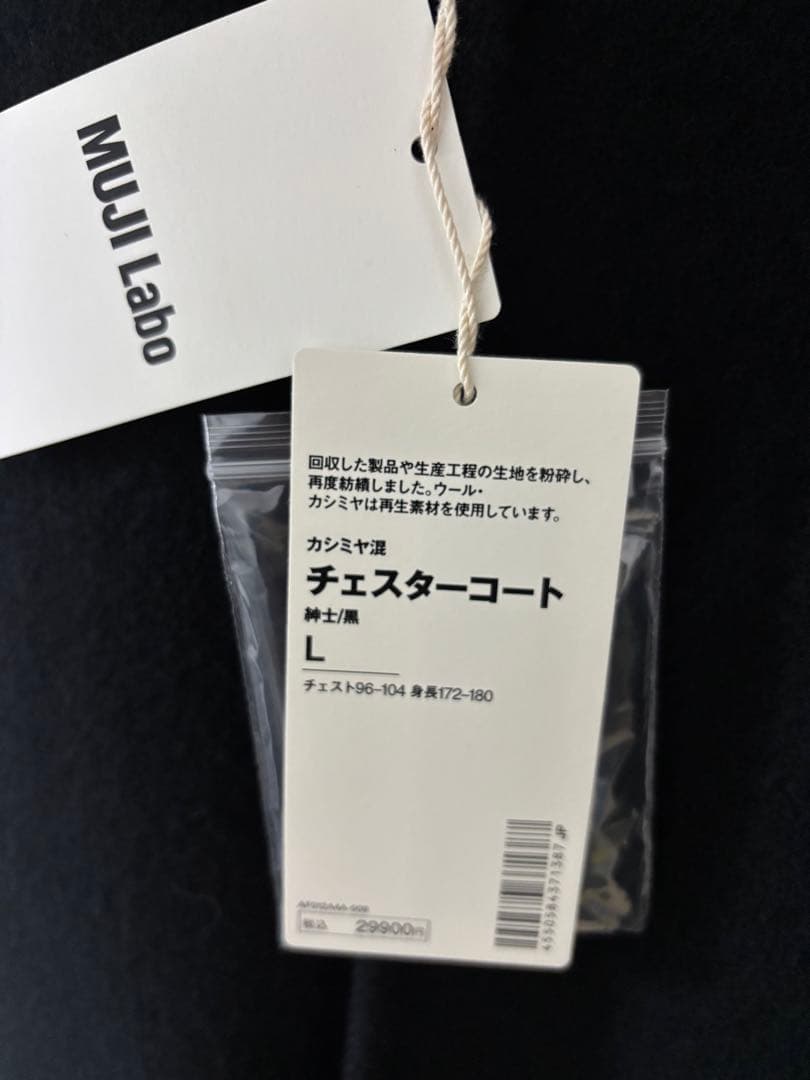 MUJI Labo
回収した製品や生産工程の生地を粉砕し、
再度紡績しました。ウール・
カシミヤは再生素材を使用しています。
カシミヤ混
チェスターコート
紳士/黒
L
チェスト96-104 身長172-180
税込 29900円
4550584371387 JP